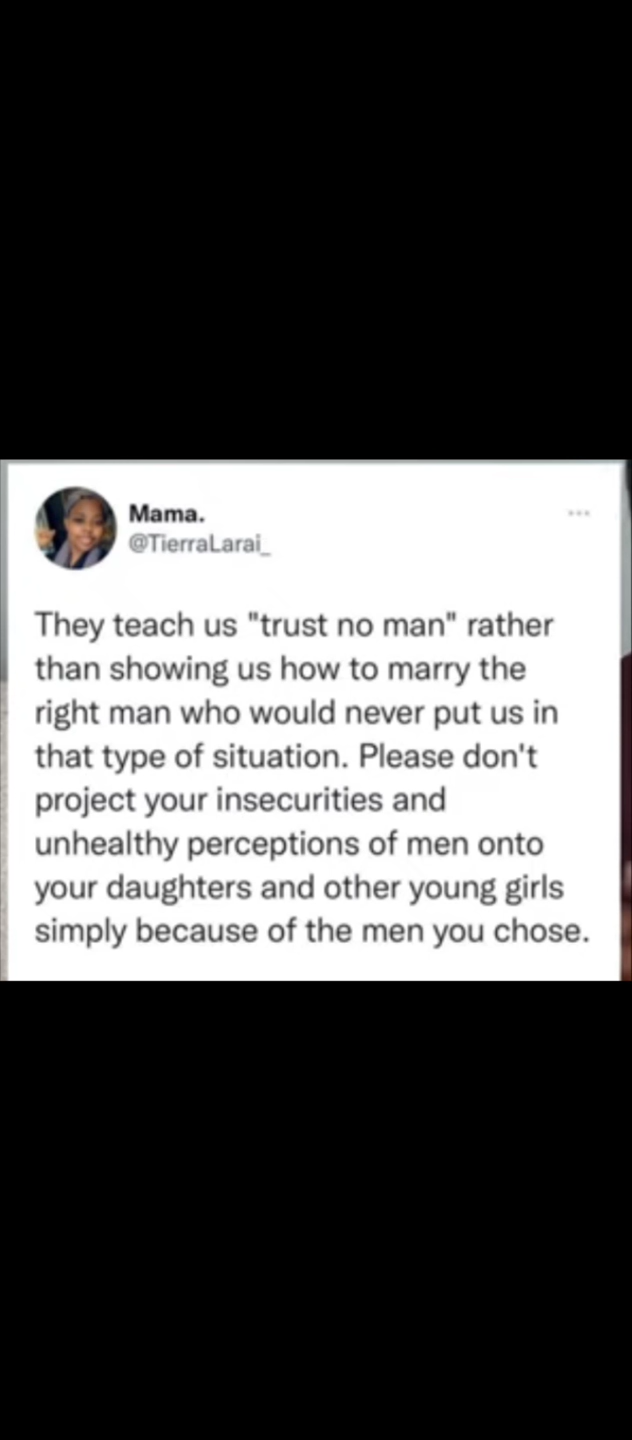 Mama.
@TierraLarai_
They teach us "trust no man" rather
than showing us how to marry the
right man who would never put us in
that type of situation. Please don't
project your insecurities and
unhealthy perceptions of men onto
your daughters and other young girls
simply because of the men you chose.